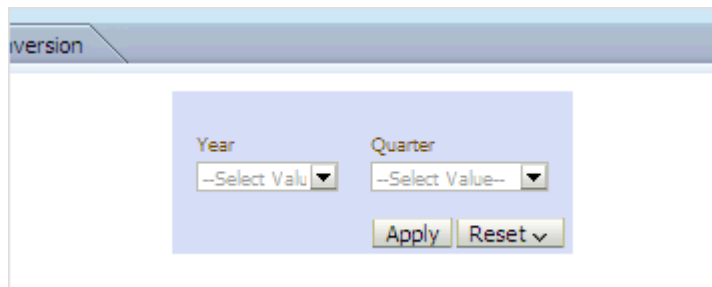 version
Year Quarter
--Select Valu --Select Value--
Apply Reset